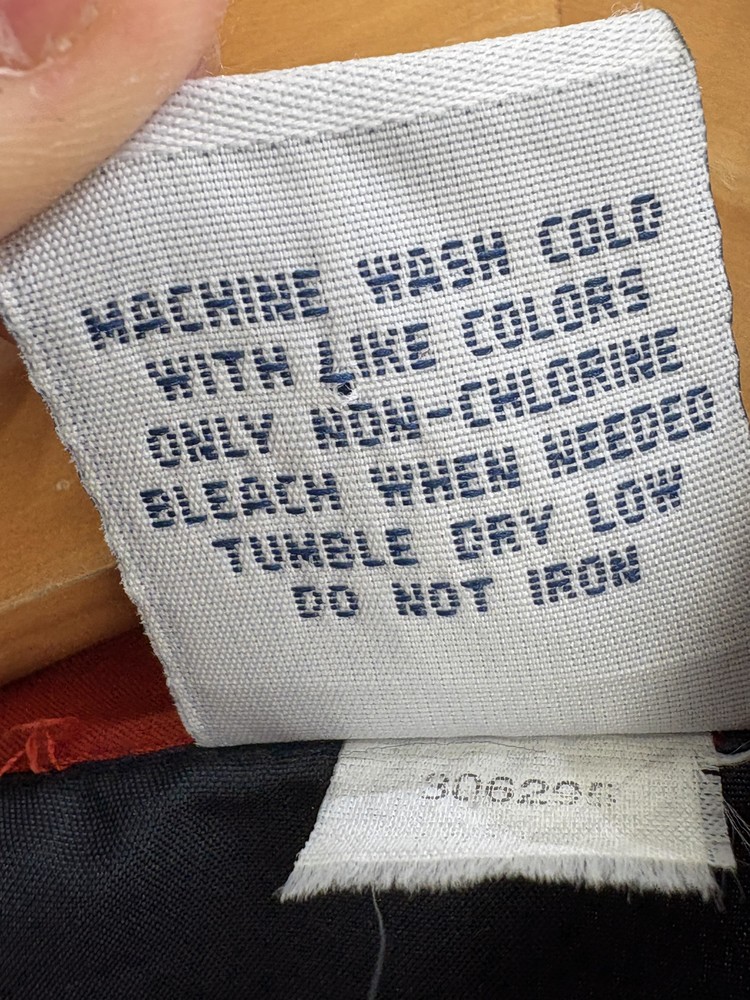 MACHINE WASH COLD
WITH LIKE COLORS
ONLY NON-CHLORINE
BLEACH WHEN NEEDED
TUMBLE DRY LOW
DO NOT IRON
306295